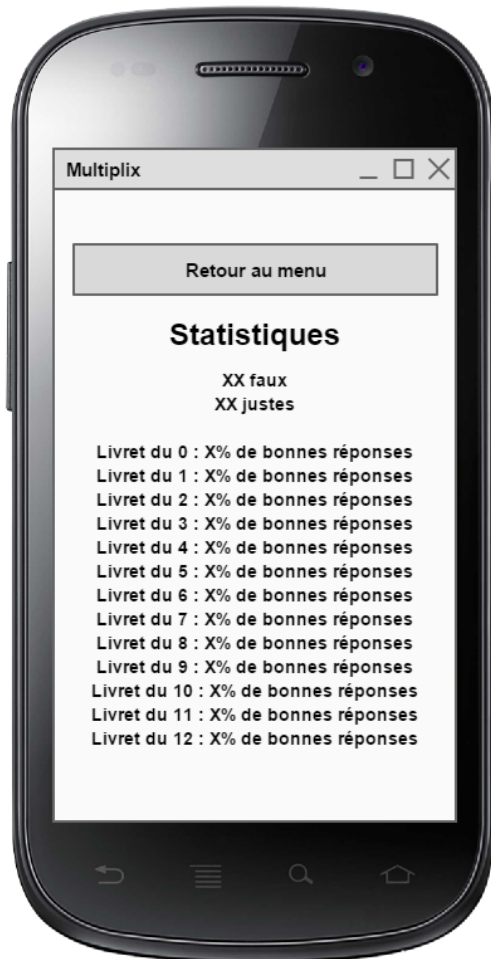 Multiplix
Retour au menu
Statistiques
XX faux
XX justes
Livret du 0 : X% de bonnes réponses
Livret du 1 : X% de bonnes réponses
Livret du 2 : X% de bonnes réponses
Livret du 3 : X% de bonnes réponses
Livret du 4 : X% de bonnes réponses
Livret du 5 : X% de bonnes réponses
Livret du 6 : X% de bonnes réponses
Livret du 7 : X% de bonnes réponses
Livret du 8 : X% de bonnes réponses
Livret du 9 : X% de bonnes réponses
Livret du 10 : X% de bonnes réponses
Livret du 11 : X% de bonnes réponses
Livret du 12 : X% de bonnes réponses